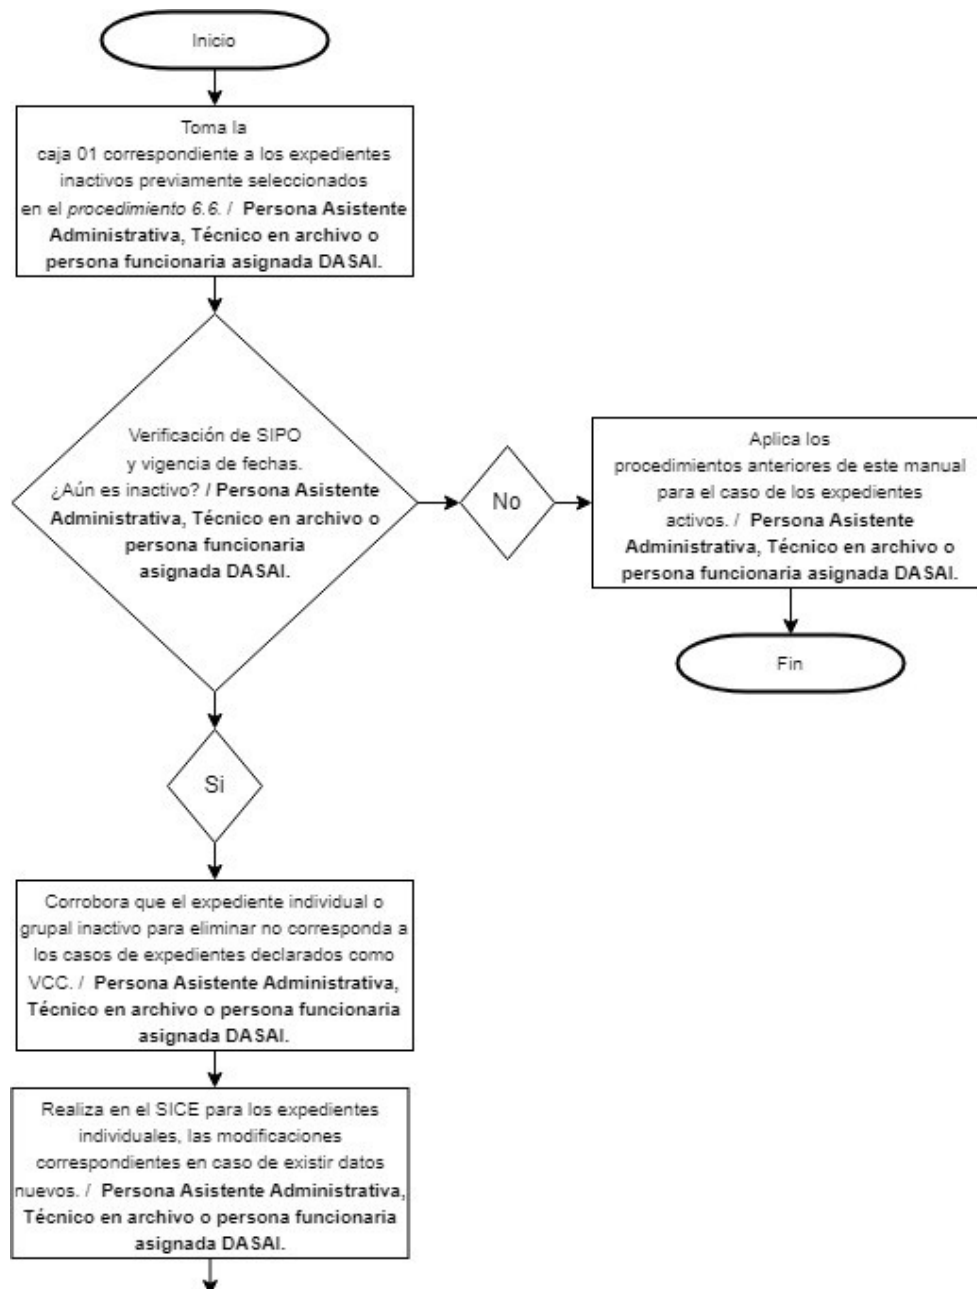 Inicio
Toma la
caja 01 correspondiente a los expedientes
inactivos previamente seleccionados
en el procedimiento 6.6. / Persona Asistente
Administrativa, Técnico en archivo o
persona funcionaria asignada DASAI.
Verificación de SIPO
y vigencia de fechas.
¿Aún es inactivo? / Persona Asistente
Administrativa, Técnico en archivo o
persona funcionaria
asignada DASAI.
No
Aplica los
procedimientos anteriores de este manual
para el caso de los expedientes
activos. / Persona Asistente
Administrativa, Técnico en archivo o
persona funcionaria asignada DASAI.
Fin
Si
Corrobora que el expediente individual o
grupal inactivo para eliminar no corresponda a
los casos de expedientes declarados como
VCC. / Persona Asistente Administrativa,
Técnico en archivo o persona funcionaria
asignada DASAI.
Realiza en el SICE para los expedientes
individuales, las modificaciones
correspondientes en caso de existir datos
nuevos. / Persona Asistente Administrativa,
Técnico en archivo o persona funcionaria
asignada DASAI.